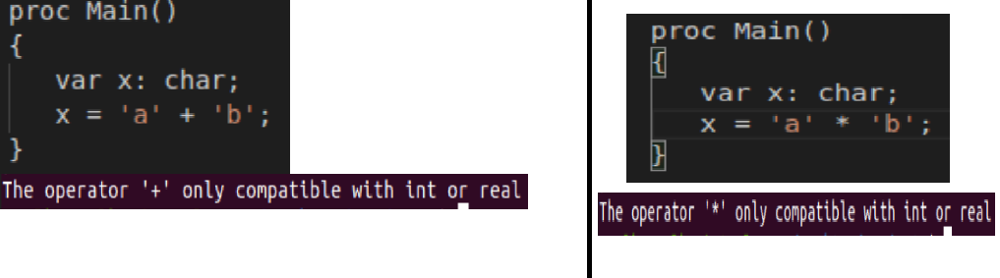 proc Main()
{
var x: char;
x = 'a' + 'b';
}
The operator '+' only compatible with int or real
proc Main()
{
var x: char;
x = 'a' * 'b';
}
The operator '*' only compatible with int or real